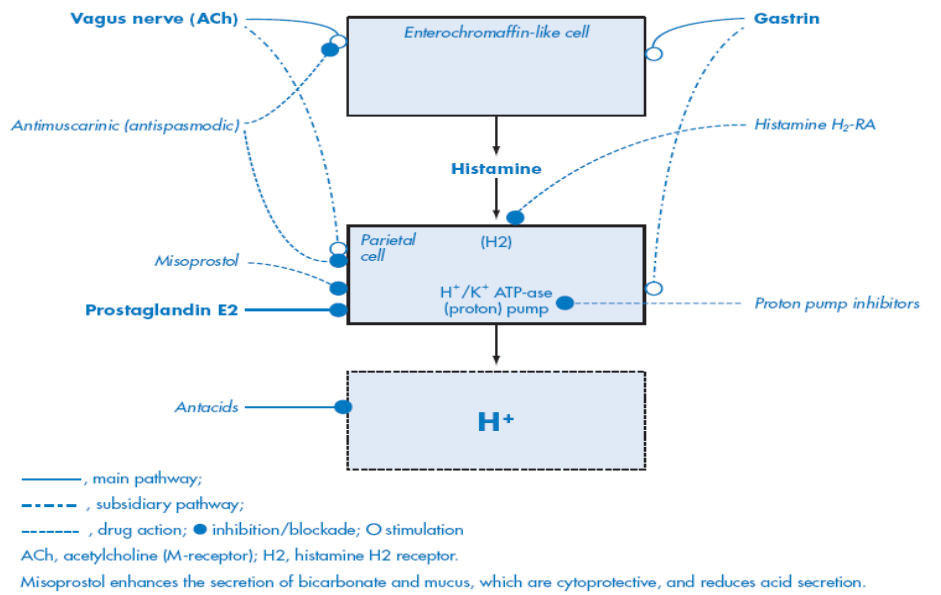 Vagus nerve (ACh)
Enterochromaffin-like cell
Gastrin
Antimuscarinic (antispasmodic)
Histamine H₂-RA
Histamine
Parietal
cell
(H2)
Misoprostol
H⁺/K⁺ ATP-ase
(proton) pump
Prostaglandin E2
Proton pump inhibitors
Antacids
H⁺
, main pathway;
, subsidiary pathway;
, drug action; ● inhibition/blockade; ○ stimulation
ACh, acetylcholine (M-receptor); H2, histamine H2 receptor.
Misoprostol enhances the secretion of bicarbonate and mucus, which are cytoprotective, and reduces acid secretion.